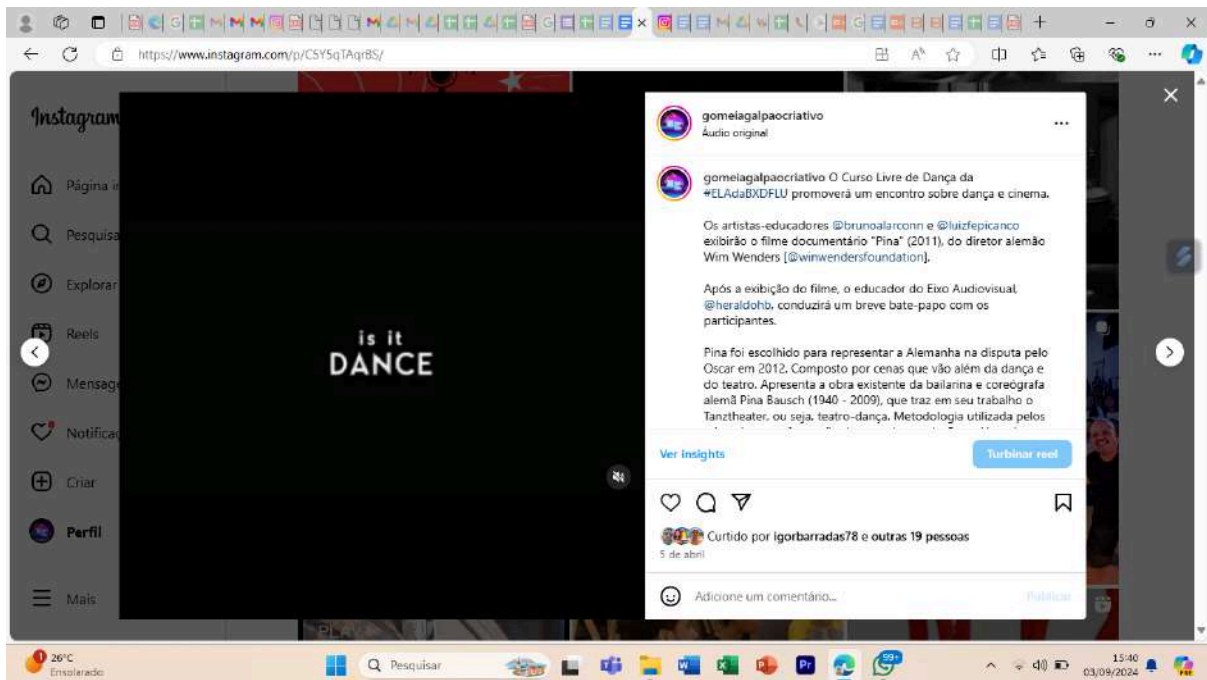 https://www.instagram.com/p/C5Y5qTAqrBS/
Instagram
Página
Pesquisa
Explorar
Reels
Mensage
Notificaç
Criar
Perfil
Mais
is it
DANCE
gomeiagalpaocriativo
Áudio original
gomeiagalpaocriativo O Curso Livre de Dança da
#ELAdaBXDFLU promoverá um encontro sobre dança e cinema.
Os artistas-educadores @brunoalarconn e @luizfepicanco
exibirão o filme documentário "Pina" (2011), do diretor alemão
Wim Wenders [@winwendersfoundation].
Após a exibição do filme, o educador do Eixo Audiovisual,
@heraldohb, conduzirá um breve bate-papo com os
participantes.
Pina foi escolhido para representar a Alemanha na disputa pelo
Oscar em 2012. Composto por cenas que vão além da dança e
do teatro. Apresenta a obra existente da bailarina e coreógrafa
alemã Pina Bausch (1940 - 2009), que traz em seu trabalho o
Tanztheater, ou seja, teatro-dança. Metodologia utilizada pelos
Ver insights
Turbinar reel
Curtido por igorbarradas78 e outras 19 pessoas
5 de abril
Adicione um comentário...
Publicar
26°C
Ensolarado
Pesquisar
99+
15:40
03/09/2024